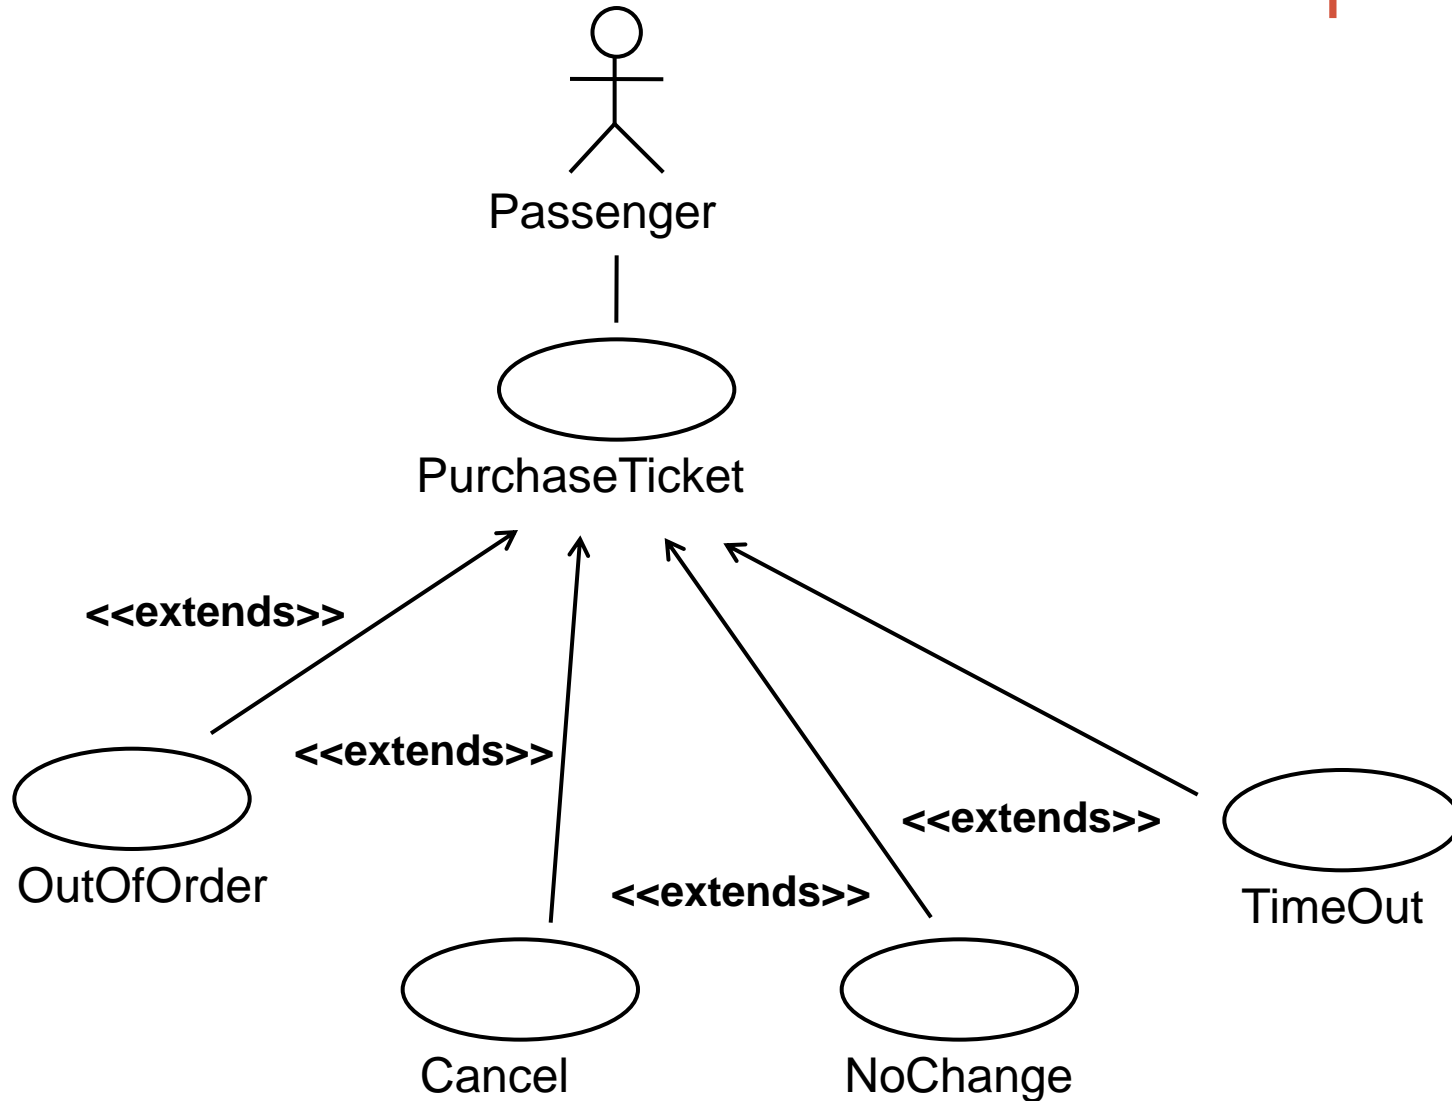 Passenger
PurchaseTicket
<<extends>>
<<extends>>
<<extends>>
<<extends>>
OutOfOrder
TimeOut
Cancel
NoChange